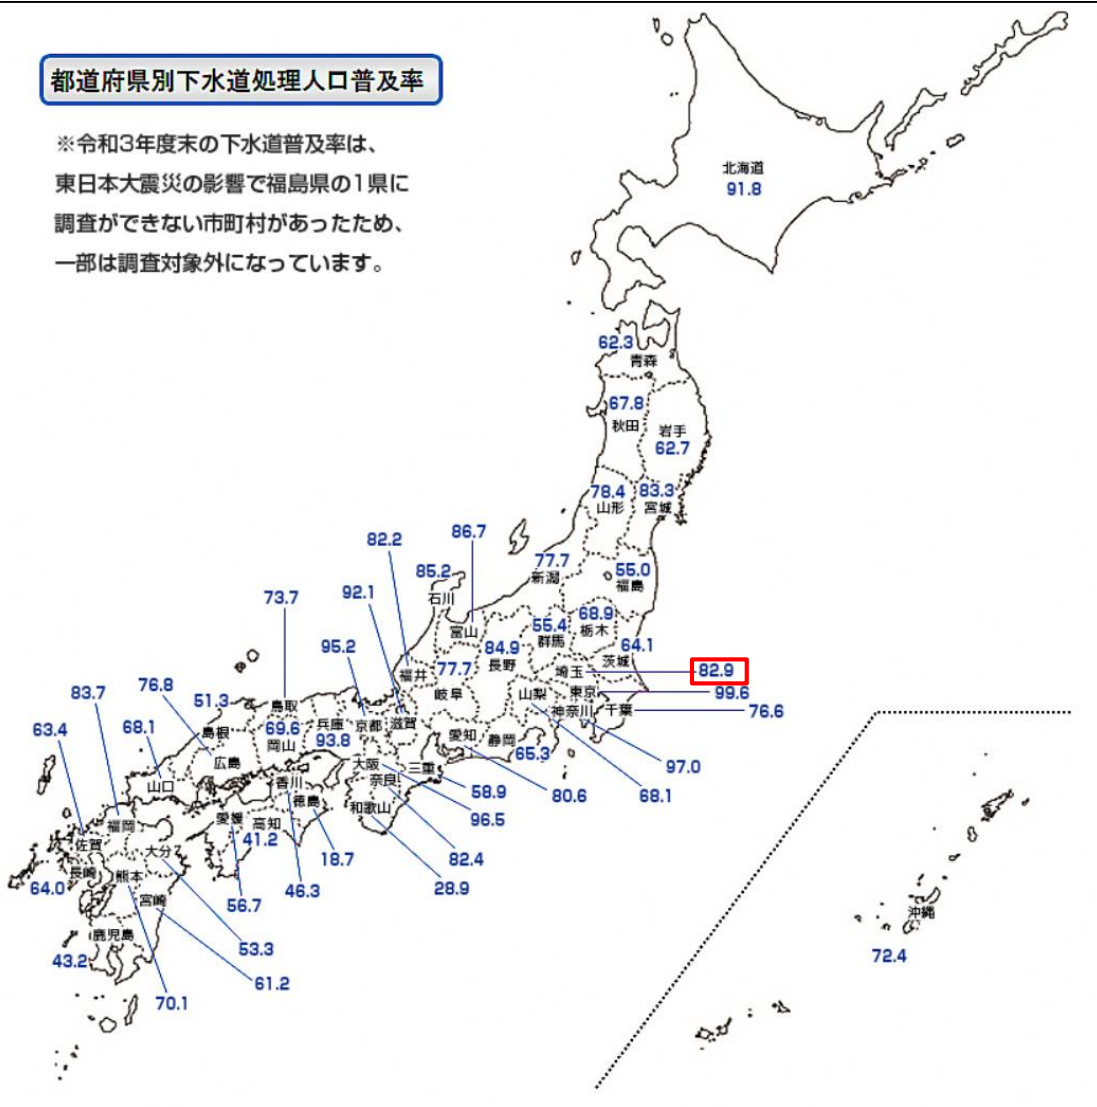 都道府県別下水道処理人口普及率
※令和3年度末の下水道普及率は、
東日本大震災の影響で福島県の1県に
調査ができない市町村があったため、
一部は調査対象外になっています。
北海道
91.8
62.3
青森
67.8
秋田
岩手
62.7
78.4
山形
83.3
宮城
86.7
82.2
77.7
新潟
55.0
福島
85.2
石川
92.1
73.7
富山
68.9
栃木
55.4
群馬
64.1
茨城
84.9
長野
95.2
福井
77.7
岐阜
埼玉
82.9
76.8
83.7
51.3
鳥取
山梨
東京
99.6
神奈川
千葉
76.6
島根
69.6
岡山
兵庫
93.8
京都
滋賀
愛知
静岡
65.3
63.4
68.1
広島
大阪
三重
97.0
山口
香川
奈良
58.9
80.6
68.1
徳島
和歌山
96.5
福岡
愛媛
高知
41.2
佐賀
大分
18.7
82.4
長崎
64.0
熊本
46.3
28.9
宮崎
56.7
沖縄
72.4
鹿児島
43.2
53.3
61.2
70.1